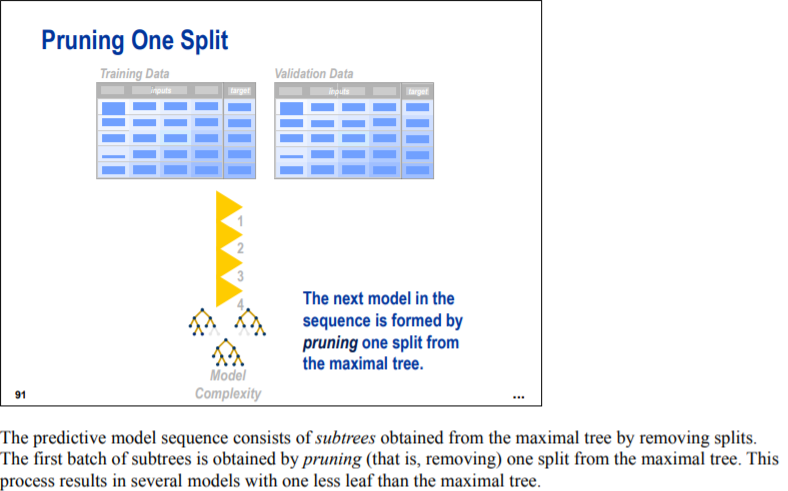 Pruning One Split
Training Data
Validation Data
inputs
target
inputs
target
1
2
3
4
The next model in the
sequence is formed by
pruning one split from
the maximal tree.
Model
Complexity
91
...
The predictive model sequence consists of subtrees obtained from the maximal tree by removing splits.
The first batch of subtrees is obtained by pruning (that is, removing) one split from the maximal tree. This
process results in several models with one less leaf than the maximal tree.